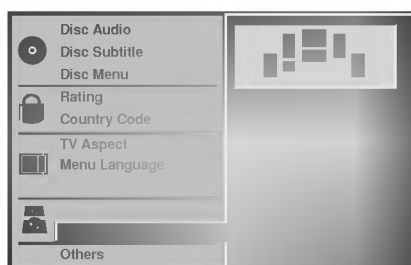 Disc Audio
Disc Subtitle
Disc Menu
Rating
Country Code
TV Aspect
Menu Language
Others